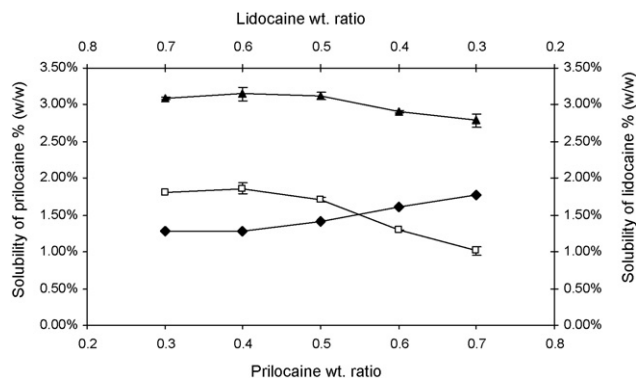 Lidocaine wt. ratio
0.8 0.7 0.6 0.5 0.4 0.3 0.2
3.50% 3.50%
3.00% 3.00%
2.50% 2.50%
2.00% 2.00%
1.50% 1.50%
1.00% 1.00%
0.50% 0.50%
0.00% 0.00%
0.2 0.3 0.4 0.5 0.6 0.7 0.8
Prilocaine wt. ratio
Solubility of prilocaine % (w/w)
Solubility of lidocaine % (w/w)